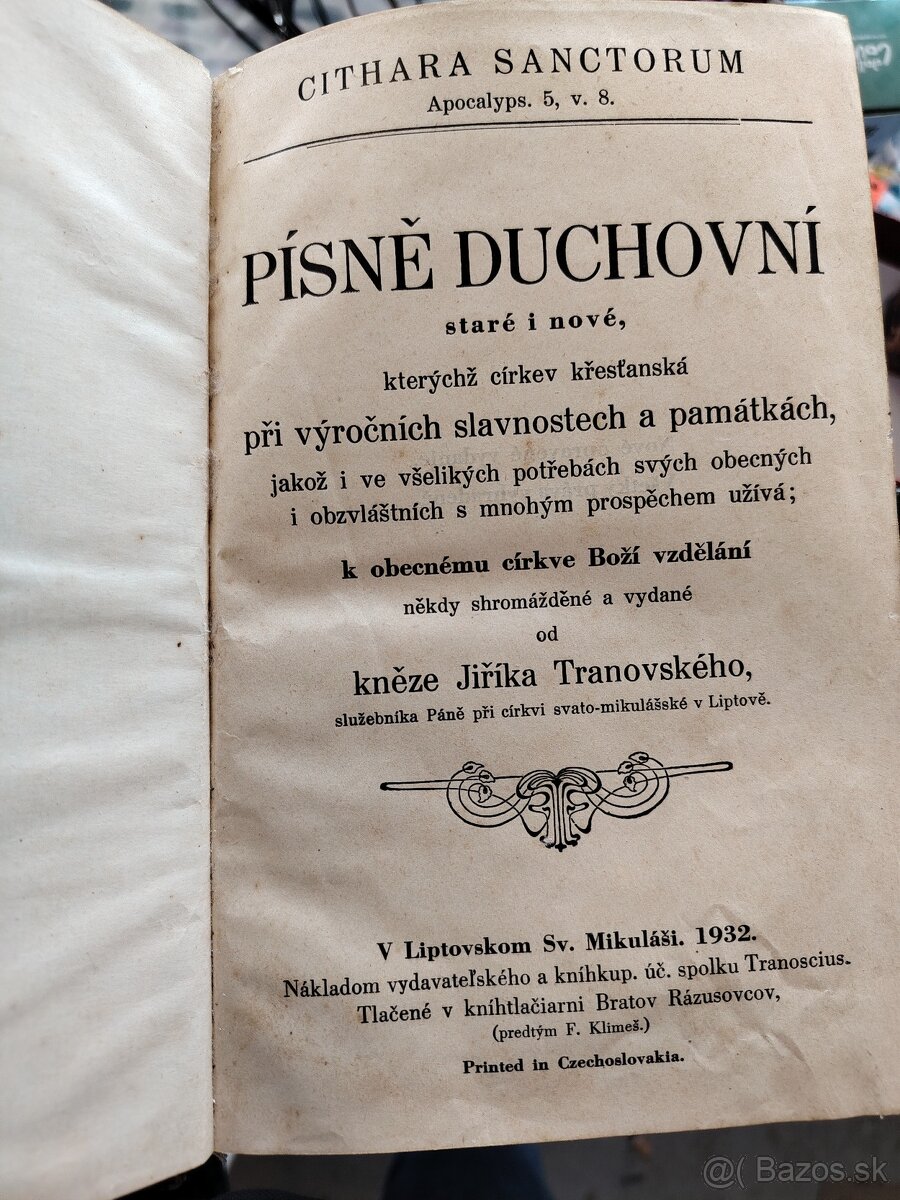 CITHARA SANCTORUM
Apocalyps. 5, v. 8.
PÍSNĚ DUCHOVNÍ
staré i nové,
kterýchž církev křesťanská
při výročních slavnostech a památkách,
jakož i ve všelikých potřebách svých obecných
i obzvláštních s mnohým prospěchem užívá;
k obecnému církve Boží vzdělání
někdy shromážděné a vydané
od
kněze Jiříka Tranovského,
služebníka Páně při církvi svato-mikulášské v Liptově.
V Liptovskom Sv. Mikuláši. 1932.
Nákladom vydavateľského a kníhkup. úč. spolku Tranoscius.
Tlačené v kníhtlačiarni Bratov Rázusovcov,
(predtým F. Klimeš.)
Printed in Czechoslovakia.
@( Bazos.sk